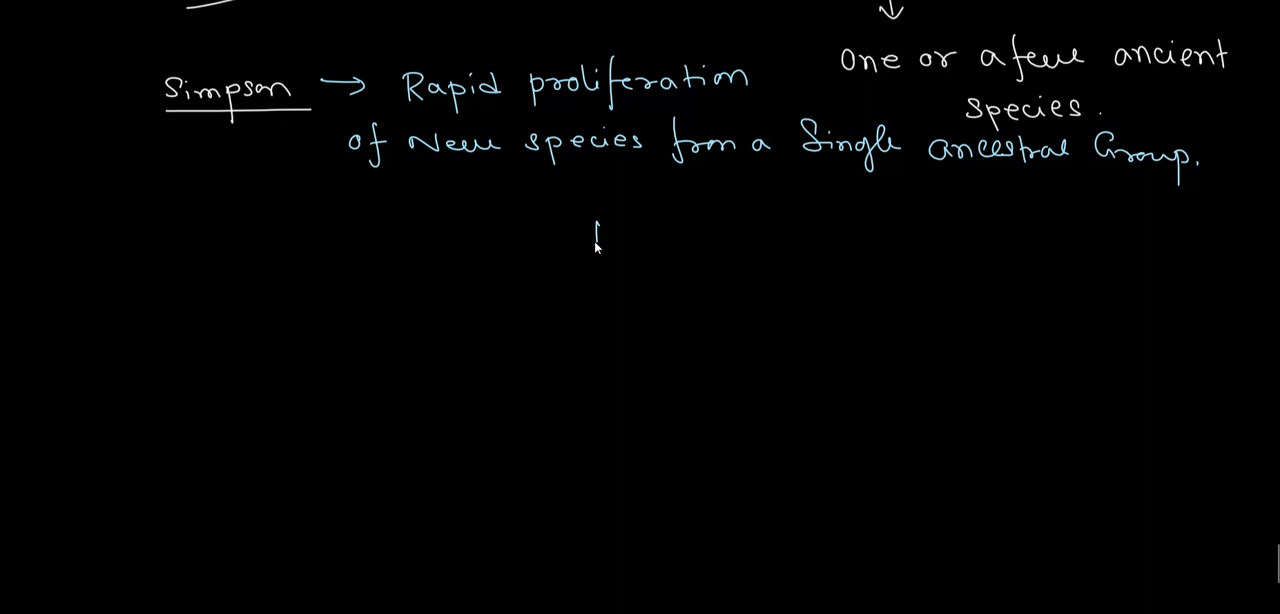 one or a few ancient
species.
Simpson → Rapid proliferation
of New species from a Single ancestral Group.